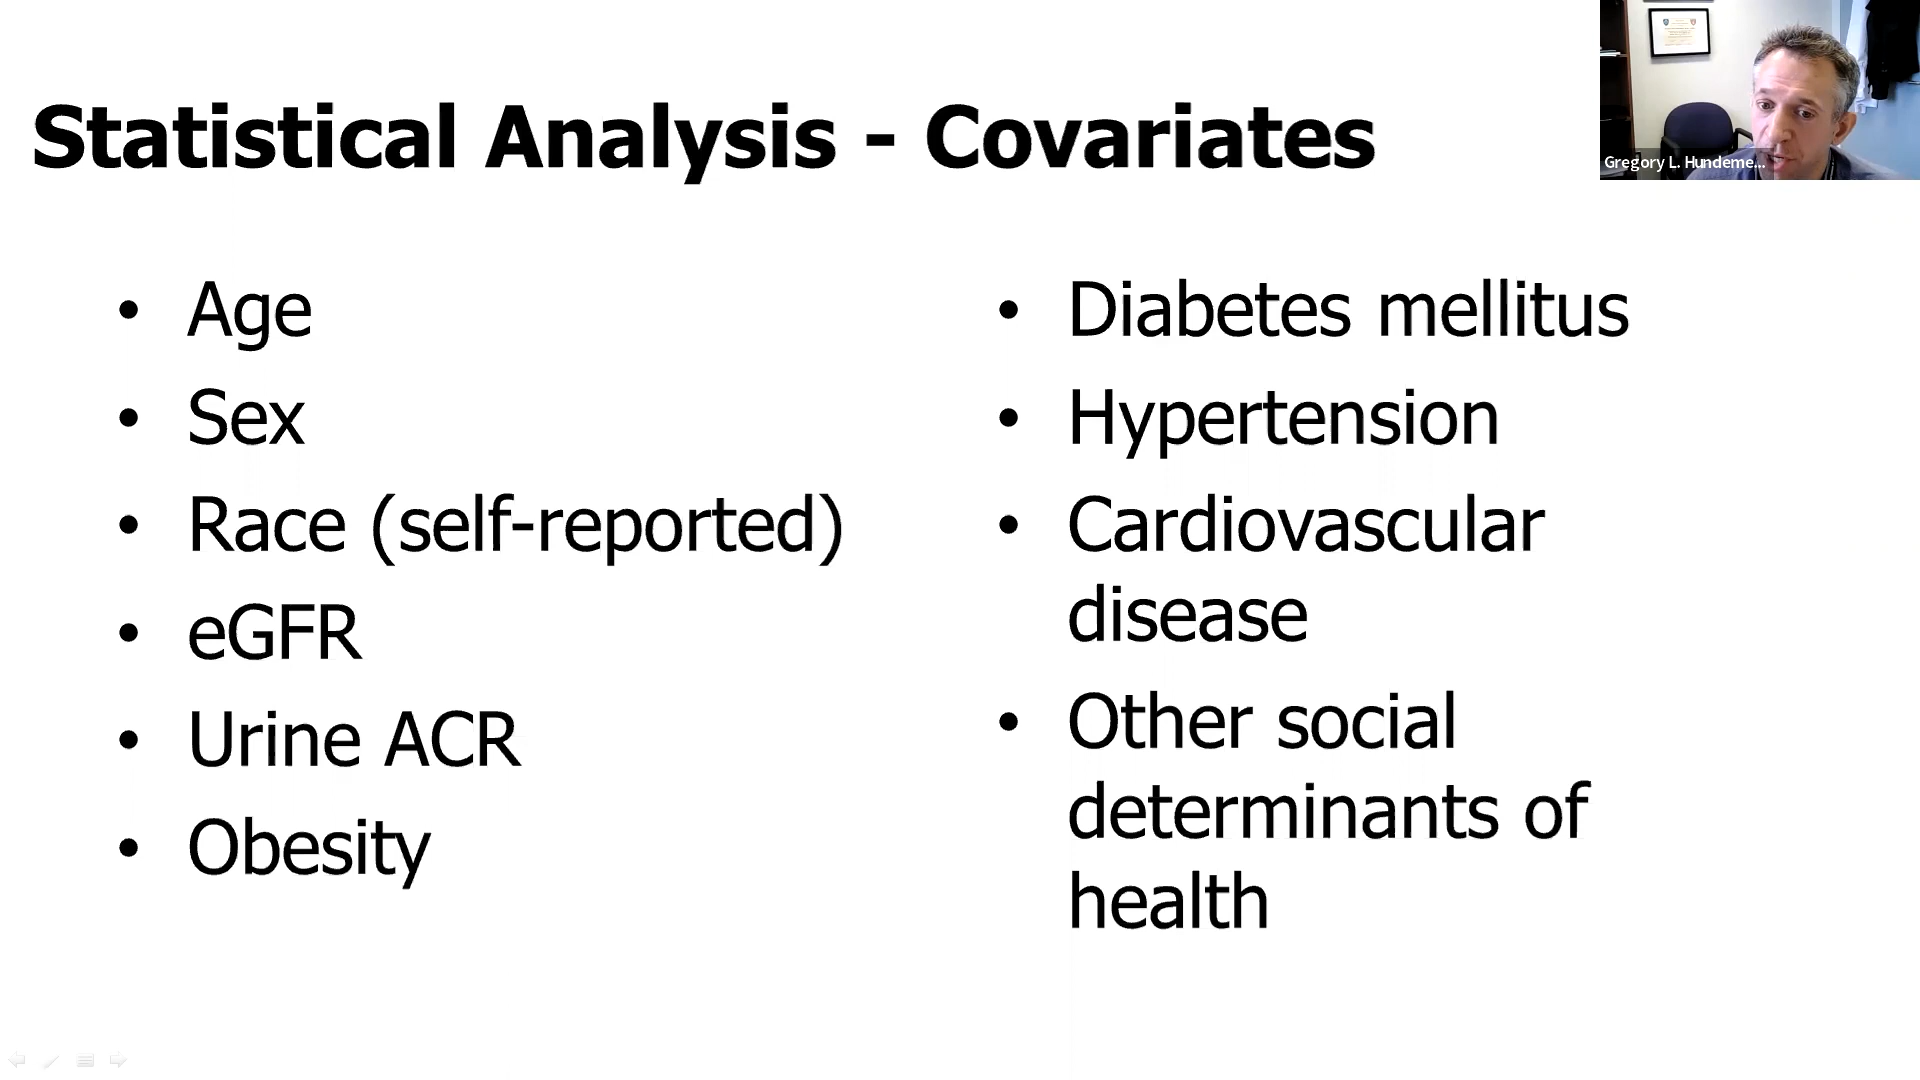 Statistical Analysis - Covariates
Gregory L. Hundeme...
• Age
• Sex
• Race (self-reported)
• eGFR
• Urine ACR
• Obesity
• Diabetes mellitus
• Hypertension
• Cardiovascular
disease
• Other social
determinants of
health